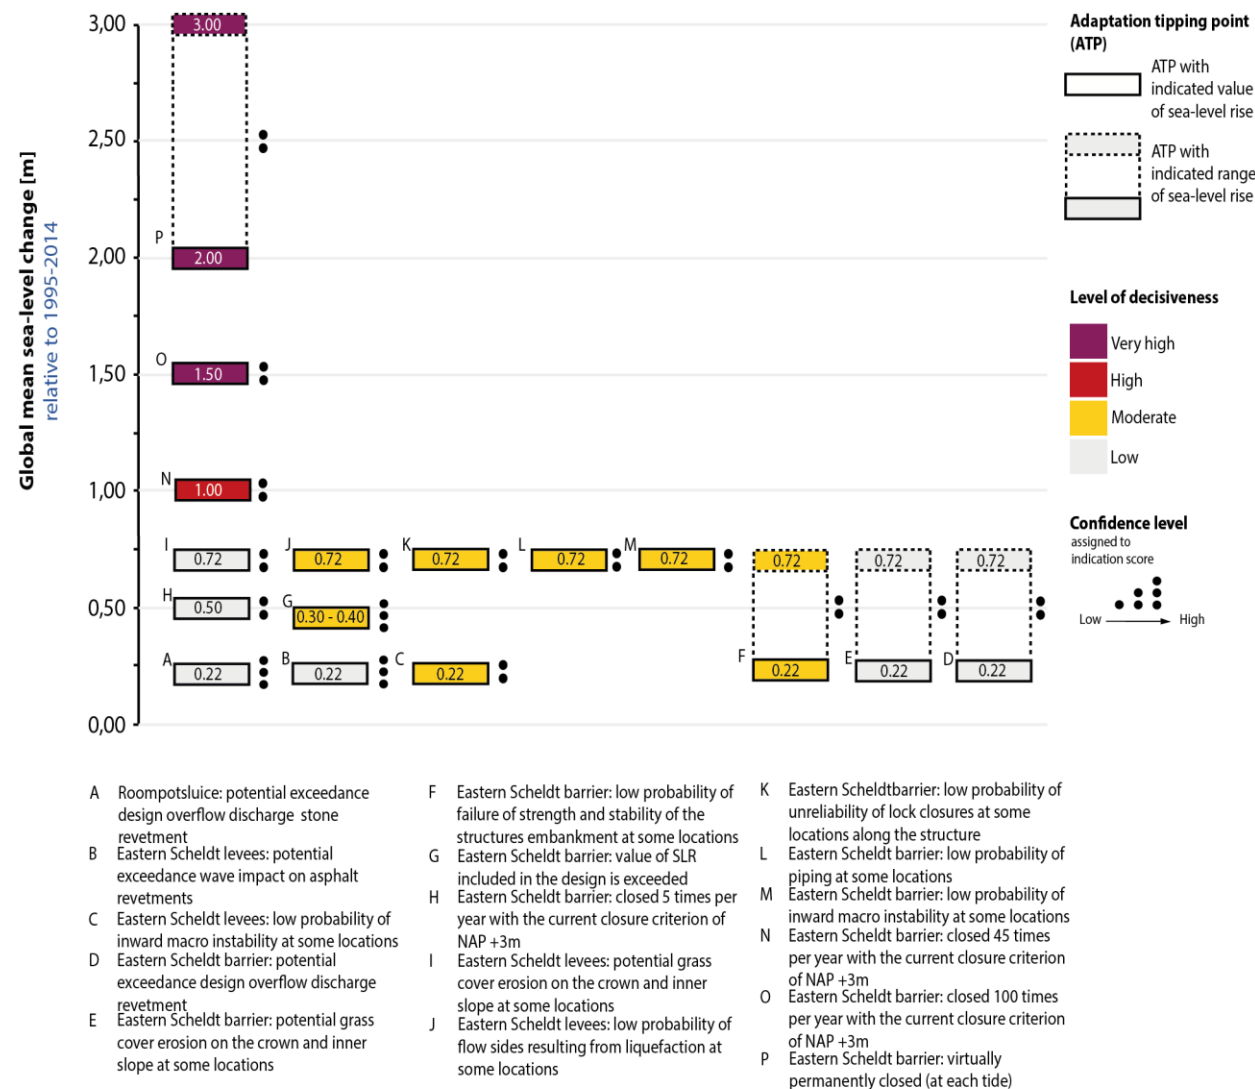 Global mean sea-level change [m]
relative to 1995-2014
3,00
2,50
2,00
1,50
1,00
0,50
0,00
3.00
P
2.00
O
1.50
N
1.00
I
0.72
J
0.72
K
0.72
L
0.72
M
0.72
0.72
0.72
0.72
H
0.50
G
0.30 - 0.40
A
0.22
B
0.22
C
0.22
F
0.22
E
0.22
D
0.22
Adaptation tipping point
(ATP)
ATP with
indicated value
of sea-level rise
ATP with
indicated range
of sea-level rise
Level of decisiveness
Very high
High
Moderate
Low
Confidence level
assigned to
indication score
Low
High
A Roompotsluice: potential exceedance
design overflow discharge stone
revetment
B Eastern Scheldt levees: potential
exceedance wave impact on asphalt
revetments
C Eastern Scheldt levees: low probability of
inward macro instability at some locations
D Eastern Scheldt barrier: potential
exceedance design overflow discharge
revetment
E Eastern Scheldt barrier: potential grass
cover erosion on the crown and inner
slope at some locations
F Eastern Scheldt barrier: low probability of
failure of strength and stability of the
structures embankment at some locations
G Eastern Scheldt barrier: value of SLR
included in the design is exceeded
H Eastern Scheldt barrier: closed 5 times per
year with the current closure criterion of
NAP +3m
I Eastern Scheldt levees: potential grass
cover erosion on the crown and inner
slope at some locations
J Eastern Scheldt levees: low probability of
flow sides resulting from liquefaction at
some locations
K Eastern Scheldtbarrier: low probability of
unreliability of lock closures at some
locations along the structure
L Eastern Scheldt barrier: low probability of
piping at some locations
M Eastern Scheldt barrier: low probability of
inward macro instability at some locations
N Eastern Scheldt barrier: closed 45 times
per year with the current closure criterion
of NAP +3m
O Eastern Scheldt barrier: closed 100 times
per year with the current closure criterion
of NAP +3m
P Eastern Scheldt barrier: virtually
permanently closed (at each tide)